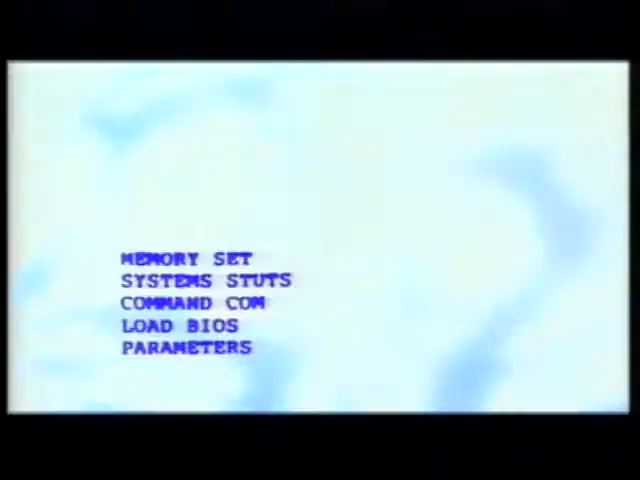 MEMORY SET
SYSTEMS STUTS
COMMAND COM
LOAD BIOS
PARAMETERS